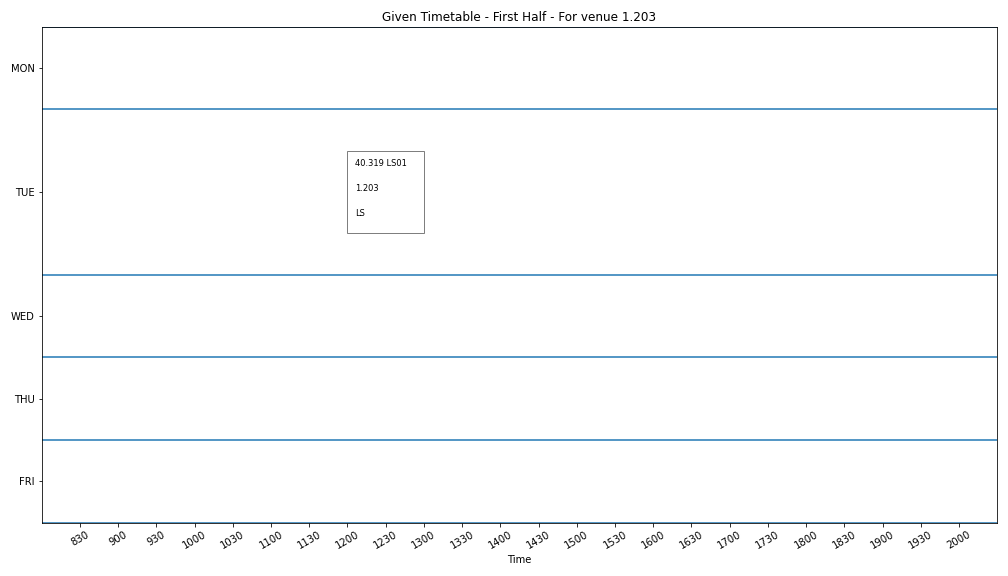 Given Timetable - First Half - For venue 1.203
MON
TUE
40.319 LS01
1.203
LS
WED
THU
FRI
830 900 930 1000 1030 1100 1130 1200 1230 1300 1330 1400 1430 1500 1530 1600 1630 1700 1730 1800 1830 1900 1930 2000
Time